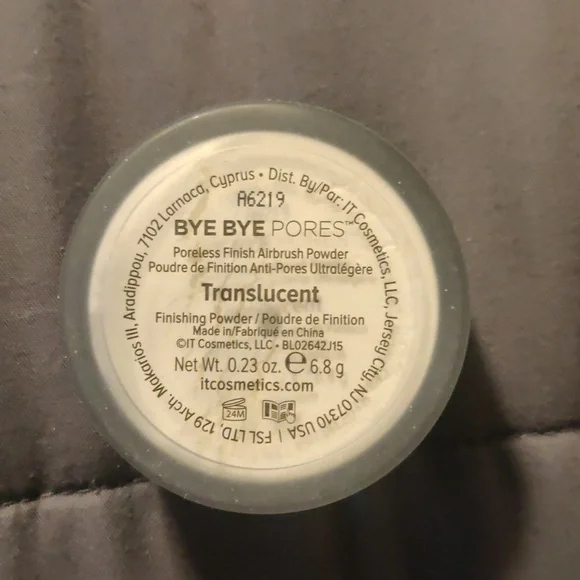 FSL LTD. 129 Arch. Makarios III, Aradippou, 7102 Larnaca, Cyprus • Dist. By/Par: IT Cosmetics, LLC, Jersey City, NJ 07310 USA |
A6219
BYE BYE PORES™
Poreless Finish Airbrush Powder
Poudre de Finition Anti-Pores Ultralégère
Translucent
Finishing Powder / Poudre de Finition
Made in/Fabriqué en China
©IT Cosmetics, LLC • BL02642J15
Net Wt. 0.23 oz. ℮ 6.8 g
itcosmetics.com
24M